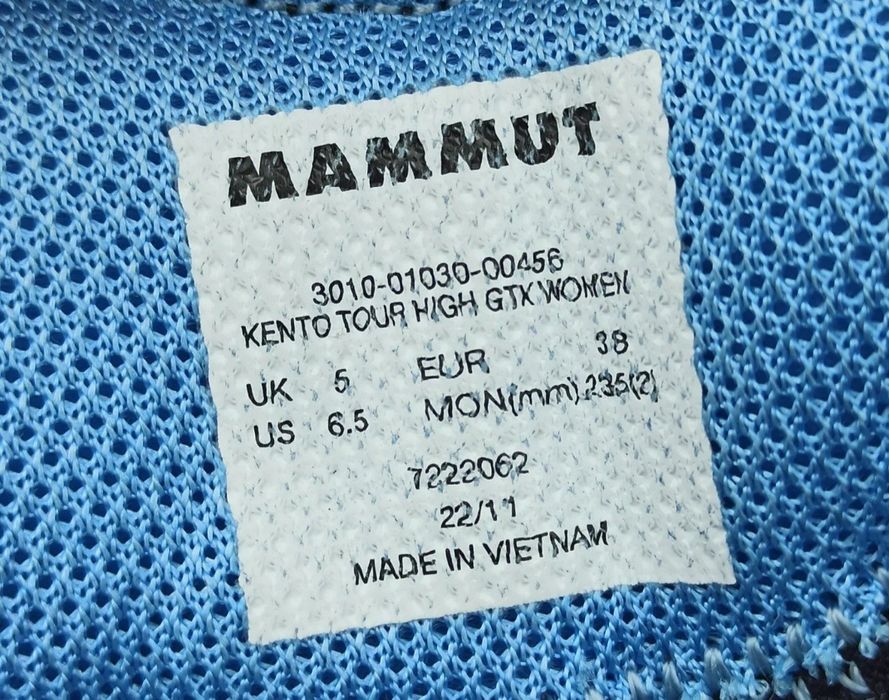 MAMMUT
3010-01030-00456
KENTO TOUR HIGH GTX WOMEN
UK 5 EUR 38
US 6.5 MON(mm) 235(2)
7222062
22/11
MADE IN VIETNAM